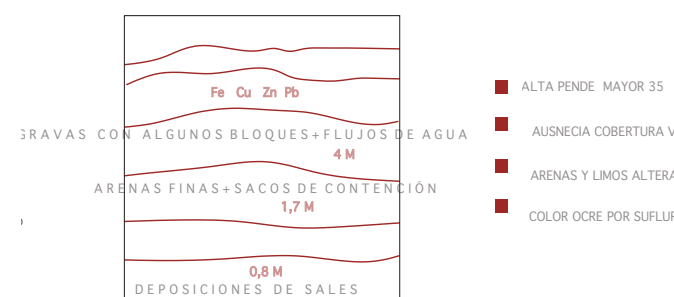 Fe Cu Zn Pb
GRAVAS CON ALGUNOS BLOQUES+FLUJOS DE AGUA
4 M
ARENAS FINAS+SACOS DE CONTENCIÓN
1,7 M
0,8 M
DEPOSICIONES DE SALES
ALTA PENDE MAYOR 35
AUSNECIA COBERTURA V
ARENAS Y LIMOS ALTERA
COLOR OCRE POR SUFLUR